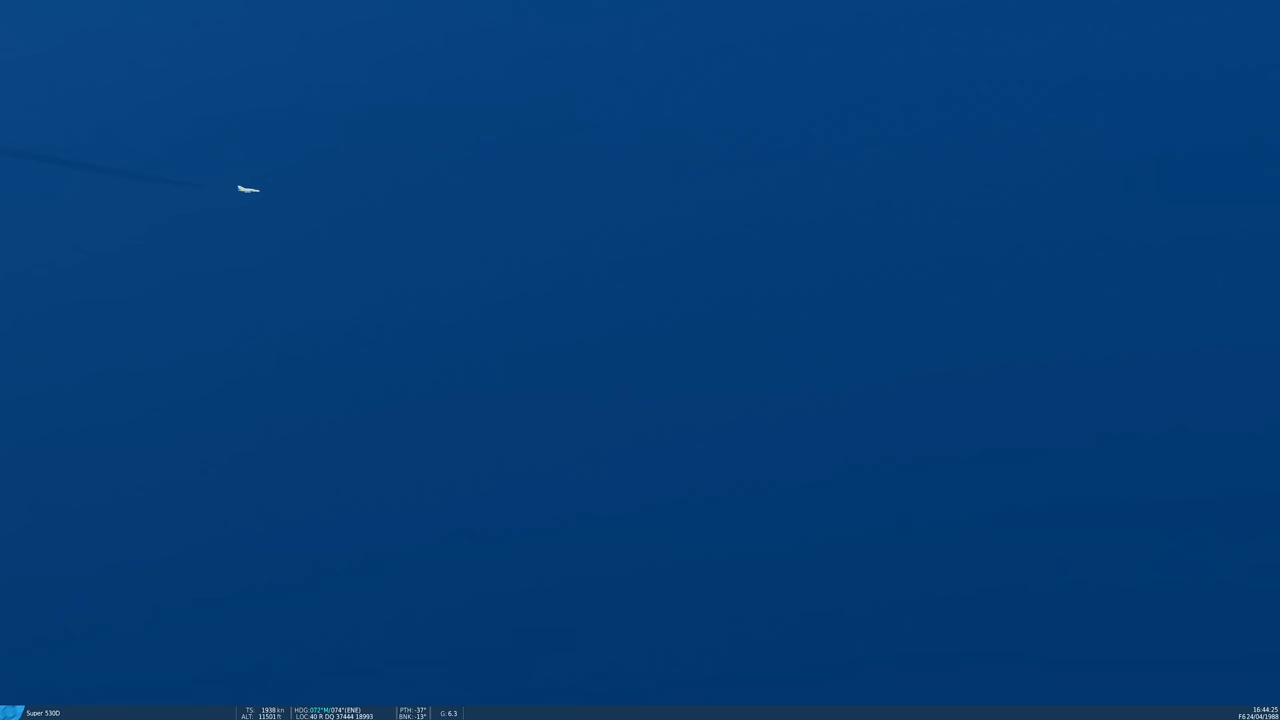 Super 530D
TS: 1938 kn
ALT: 11501 ft
HDG:072°M/074°(ENE)
LOC:40 R DQ 37444 18993
PTH: -37°
BNK: -13°
G: 6.3
16:44:25
F6 24/04/1988